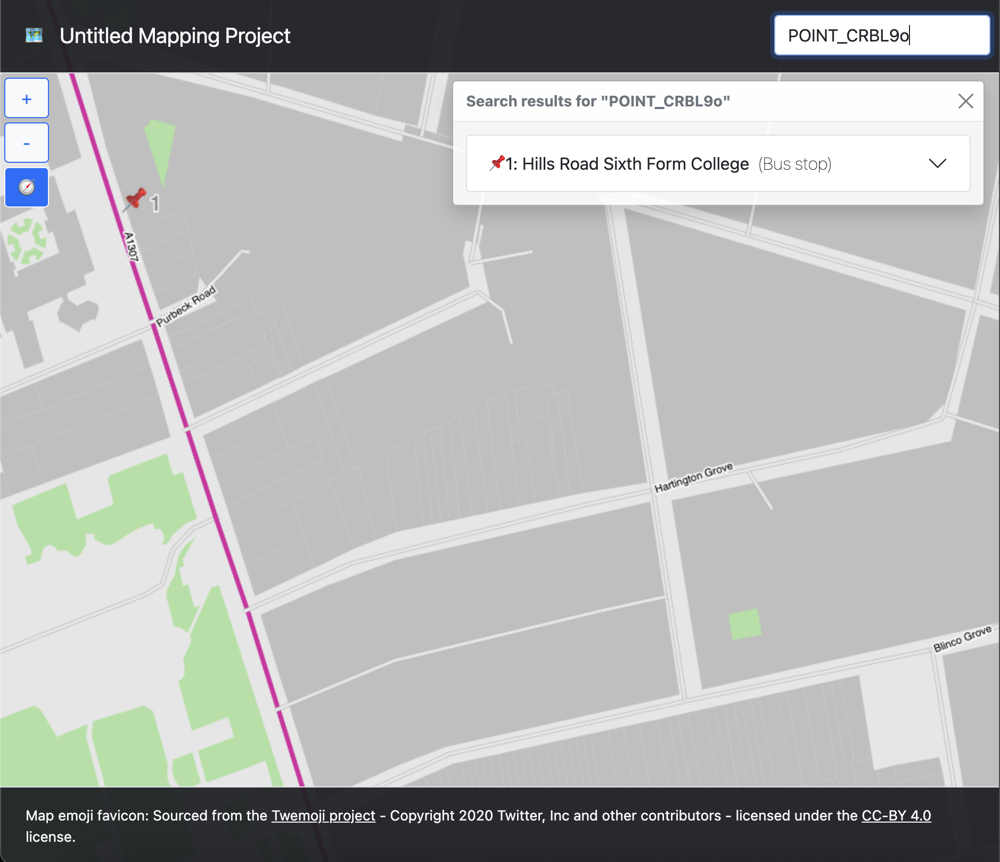 Untitled Mapping Project
POINT_CRBL9o
+
-
Search results for "POINT_CRBL9o"
📌1: Hills Road Sixth Form College (Bus stop)
1
A1307
Purbeck Road
Hartington Grove
Blinco Grove
Map emoji favicon: Sourced from the Twemoji project - Copyright 2020 Twitter, Inc and other contributors - licensed under the CC-BY 4.0
license.